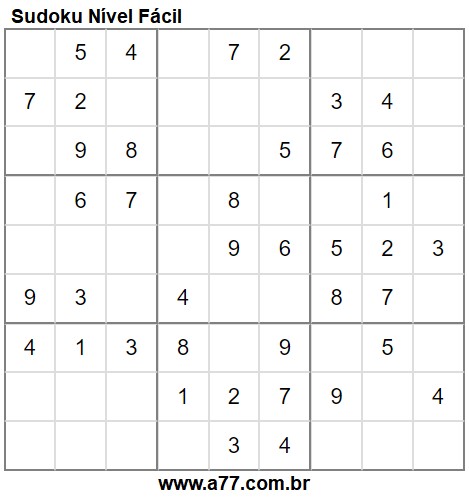 Sudoku Nível Fácil
5 4 7 2
7 2 3 4
9 8 5 7 6
6 7 8 1
9 6 5 2 3
9 3 4 8 7
4 1 3 8 9 5
1 2 7 9 4
3 4
www.a77.com.br